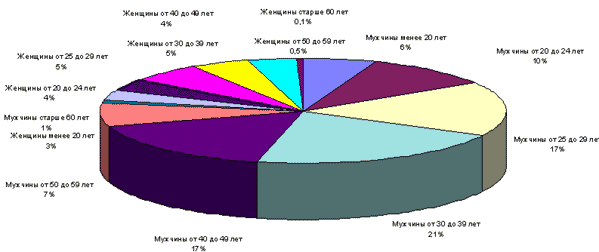 Женщины от 40 до 49 лет
4%
Женщины старше 60 лет
0,1%
Женщины от 30 до 39 лет
5%
Женщины от 50 до 59 лет
0,5%
Мужчины менее 20 лет
6%
Мужчины от 20 до 24 лет
10%
Женщины от 25 до 29 лет
5%
Женщины от 20 до 24 лет
4%
Мужчины старше 60 лет
1%
Женщины менее 20 лет
3%
Мужчины от 25 до 29 лет
17%
Мужчины от 50 до 59 лет
7%
Мужчины от 30 до 39 лет
21%
Мужчины от 40 до 49 лет
17%